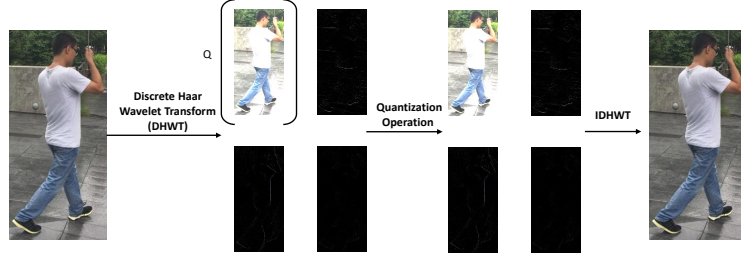 Q
Discrete Haar
Wavelet Transform
(DHWT)
Quantization
Operation
IDHWT